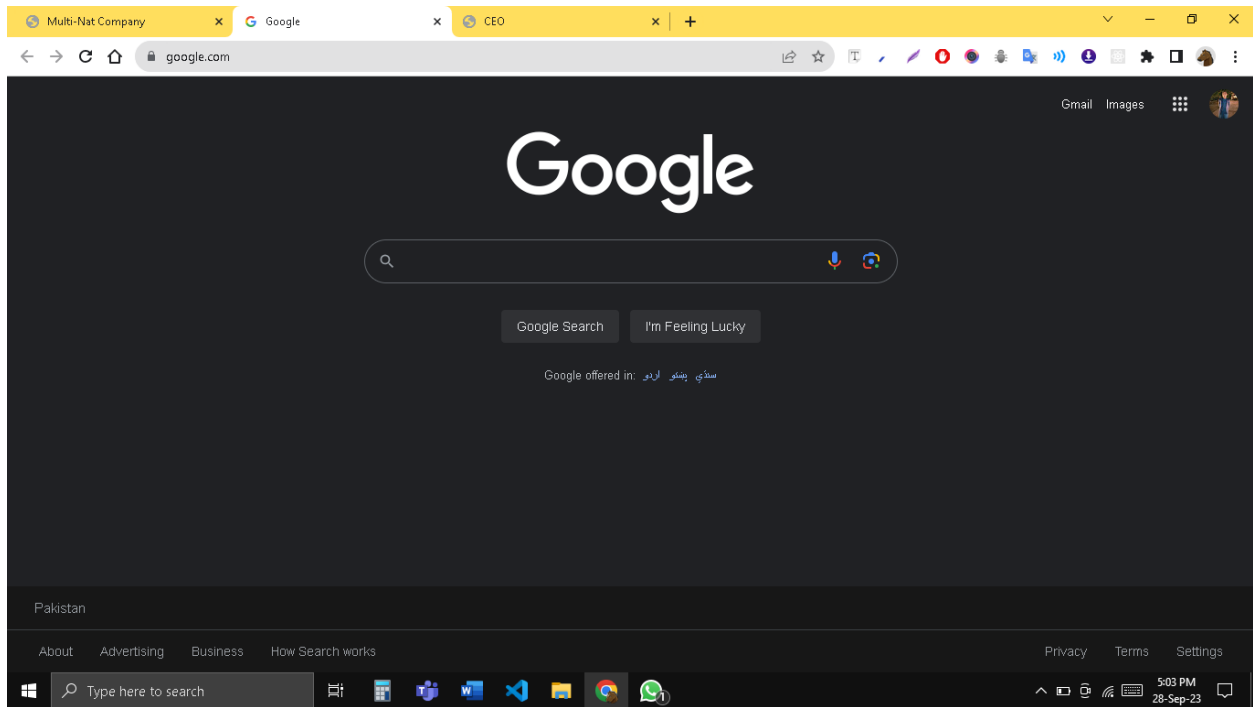 Multi-Nat Company
Google
CEO
google.com
Gmail Images
Google
Google Search
I'm Feeling Lucky
Google offered in: اردو پښتو سنڌي
Pakistan
About Advertising Business How Search works
Privacy Terms Settings
Type here to search
1
5:03 PM
28-Sep-23